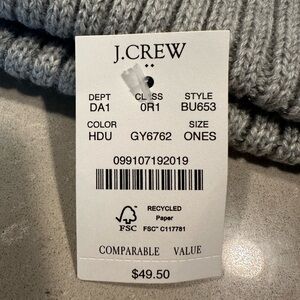 J.CREW
DEPT CLASS STYLE
DA1 0R1 BU653
COLOR SIZE
HDU GY6762 ONES
099107192019
RECYCLED
Paper
FSC FSC™ C117781
COMPARABLE VALUE
$49.50